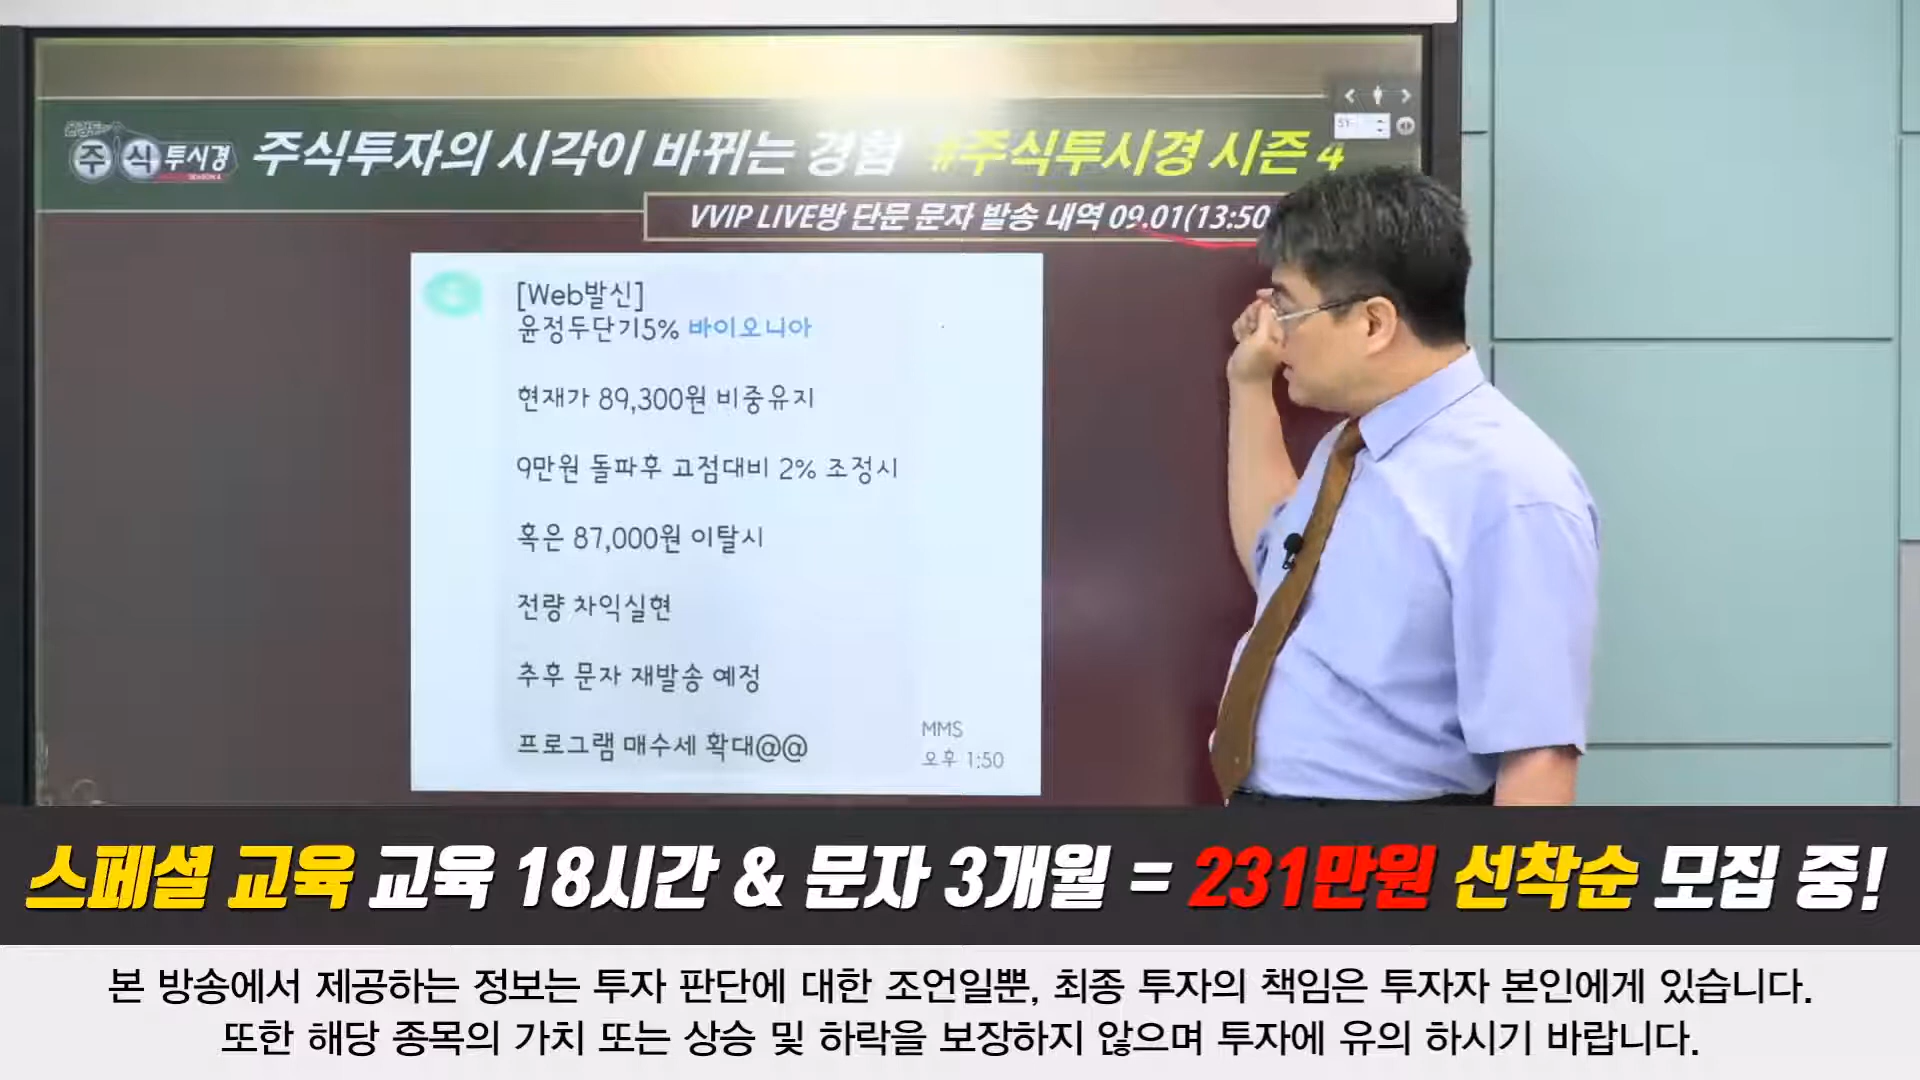 윤정두
주식투시경
SEASON 4
주식투자의 시각이 바뀌는 경험 #주식투시경 시즌 4
VVIP LIVE방 단문 문자 발송 내역 09.01(13:50
[Web발신]
윤정두단기5% 바이오니아
현재가 89,300원 비중유지
9만원 돌파후 고점대비 2% 조정시
혹은 87,000원 이탈시
전량 차익실현
추후 문자 재발송 예정
프로그램 매수세 확대@@
MMS
오후 1:50
스페셜 교육 교육 18시간 & 문자 3개월 = 231만원 선착순 모집 중!
본 방송에서 제공하는 정보는 투자 판단에 대한 조언일뿐, 최종 투자의 책임은 투자자 본인에게 있습니다.
또한 해당 종목의 가치 또는 상승 및 하락을 보장하지 않으며 투자에 유의 하시기 바랍니다.